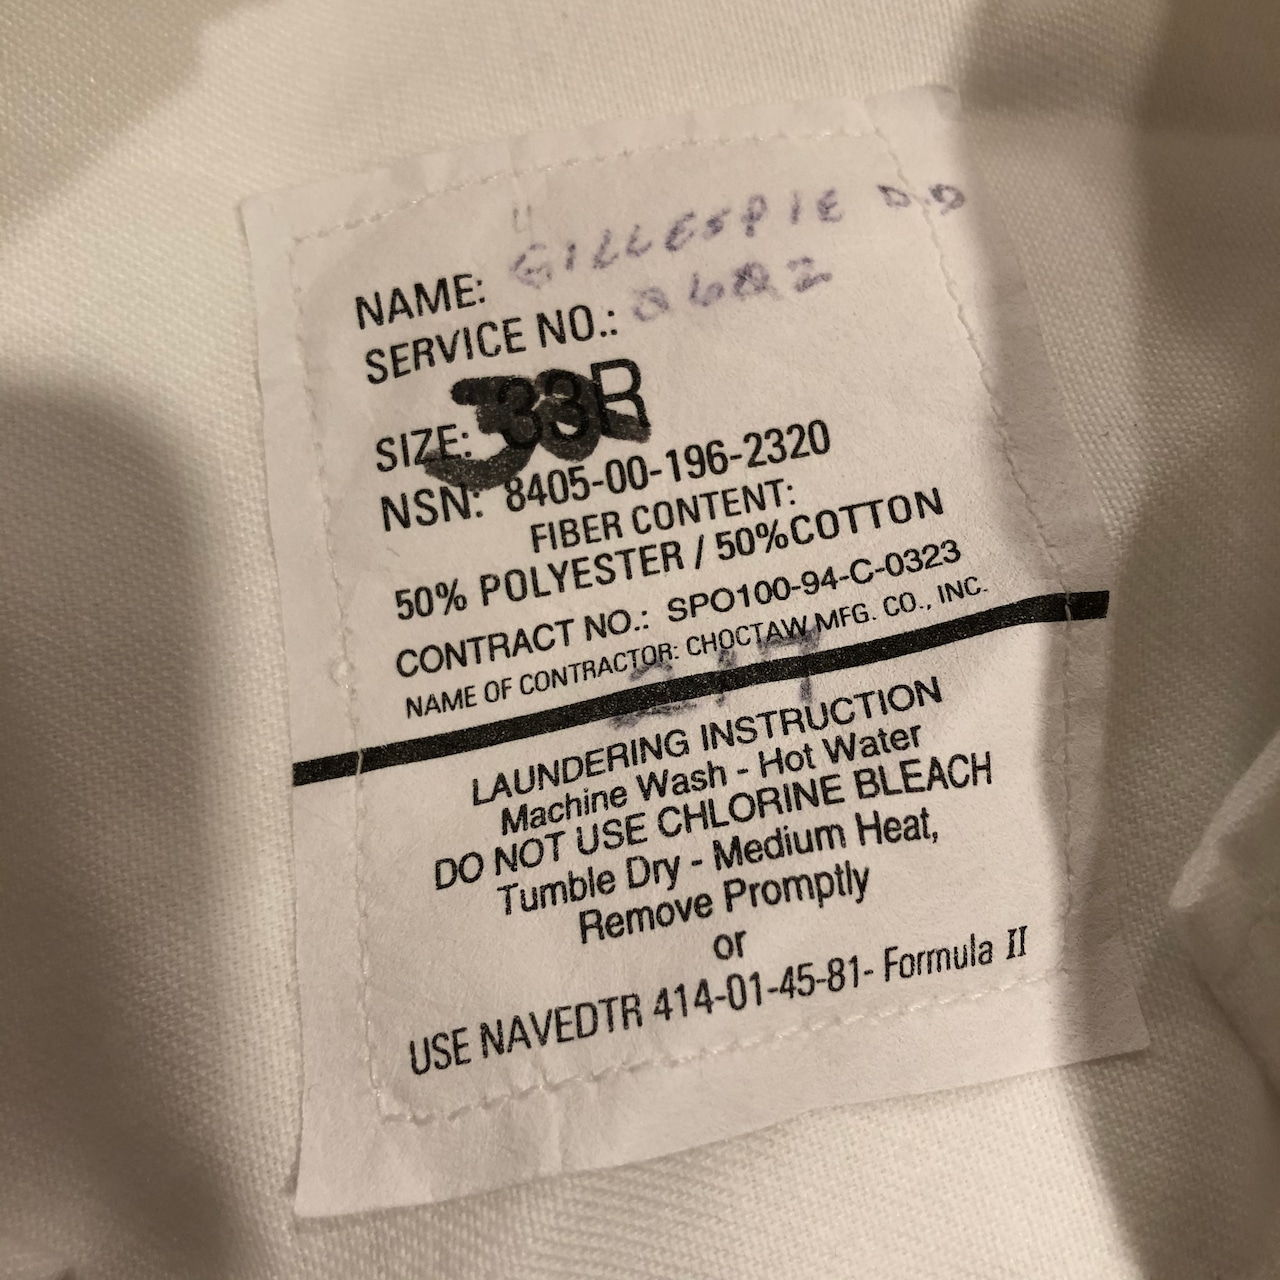 NAME: GILLESPIE D.D
SERVICE NO.:
SIZE: 33R
NSN: 8405-00-196-2320
FIBER CONTENT:
50% POLYESTER / 50%COTTON
CONTRACT NO.: SPO100-94-C-0323
NAME OF CONTRACTOR: CHOCTAW MFG. CO., INC.
LAUNDERING INSTRUCTION
Machine Wash - Hot Water
DO NOT USE CHLORINE BLEACH
Tumble Dry - Medium Heat,
Remove Promptly
or
USE NAVEDTR 414-01-45-81- Formula II